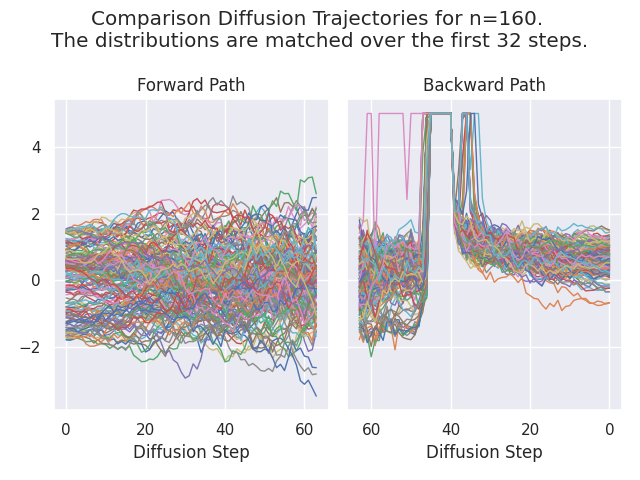 Comparison Diffusion Trajectories for n=160.
The distributions are matched over the first 32 steps.
Forward Path
Backward Path
4
2
0
−2
0
20
40
60
60
40
20
0
Diffusion Step
Diffusion Step